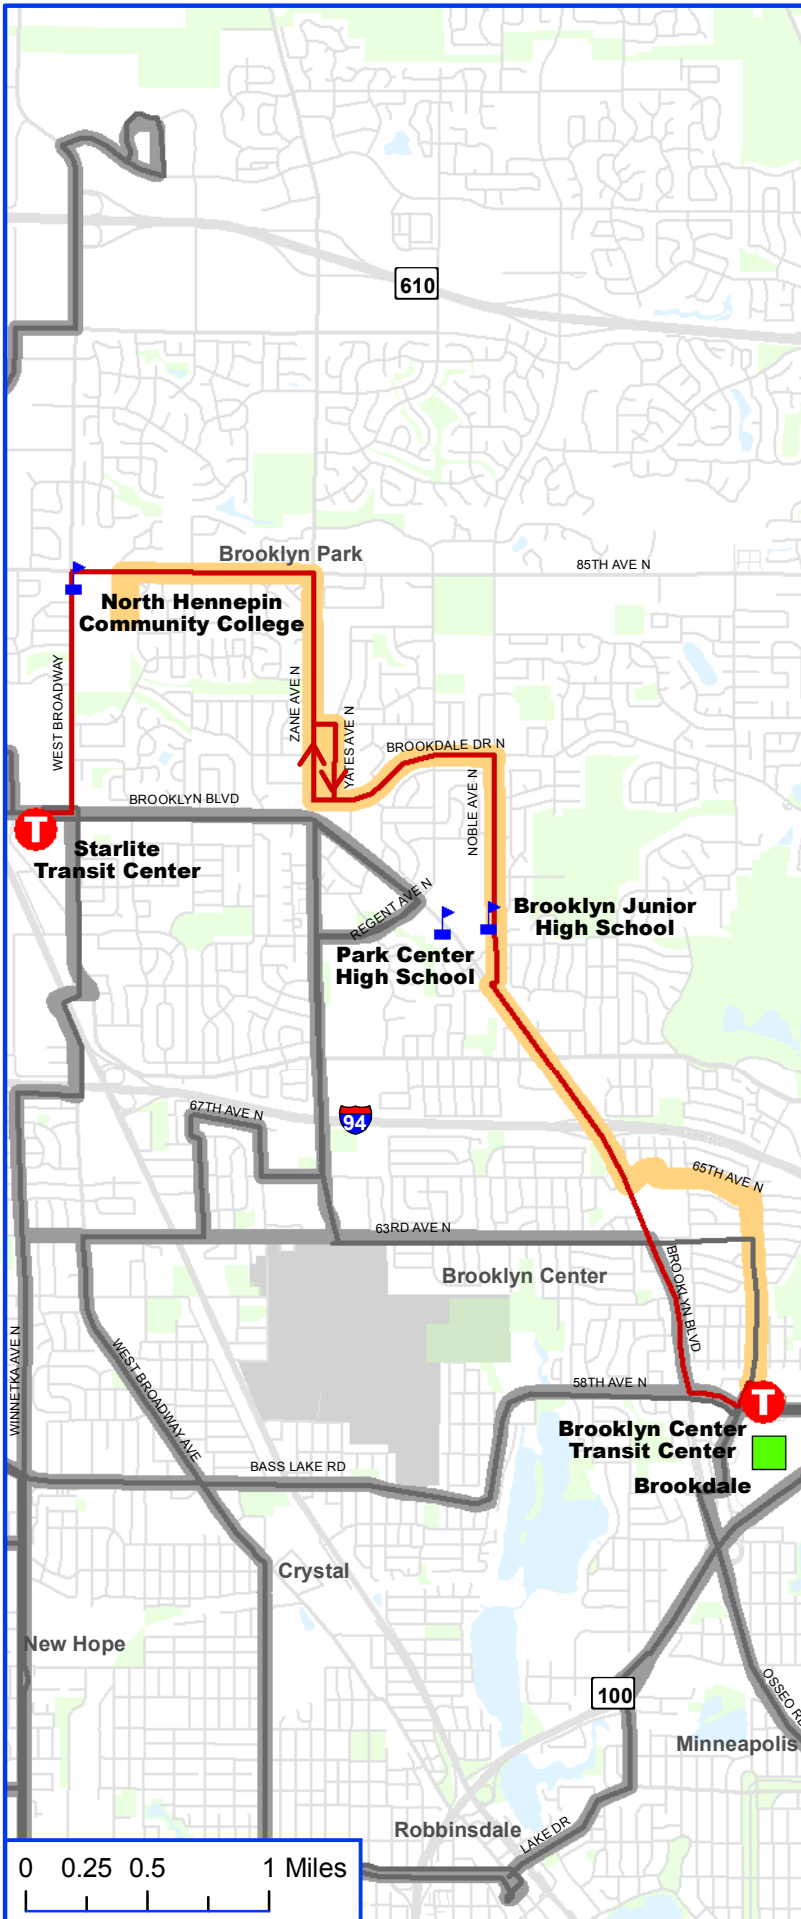 610
Brooklyn Park
85TH AVE N
North Hennepin
Community College
WEST BROADWAY
ZANE AVE N
YATES AVE N
BROOKDALE DR N
NOBLE AVE N
BROOKLYN BLVD
T
Starlite
Transit Center
REGENT AVE N
Brooklyn Junior
High School
Park Center
High School
67TH AVE N
94
65TH AVE N
63RD AVE N
Brooklyn Center
BROOKLYN BLVD
WINNETKA AVE N
WEST BROADWAY AVE
58TH AVE N
T
Brooklyn Center
Transit Center
BASS LAKE RD
Brookdale
Crystal
New Hope
100
OSSEO RD
Minneapolis
Robbinsdale
LAKE DR
0 0.25 0.5 1 Miles